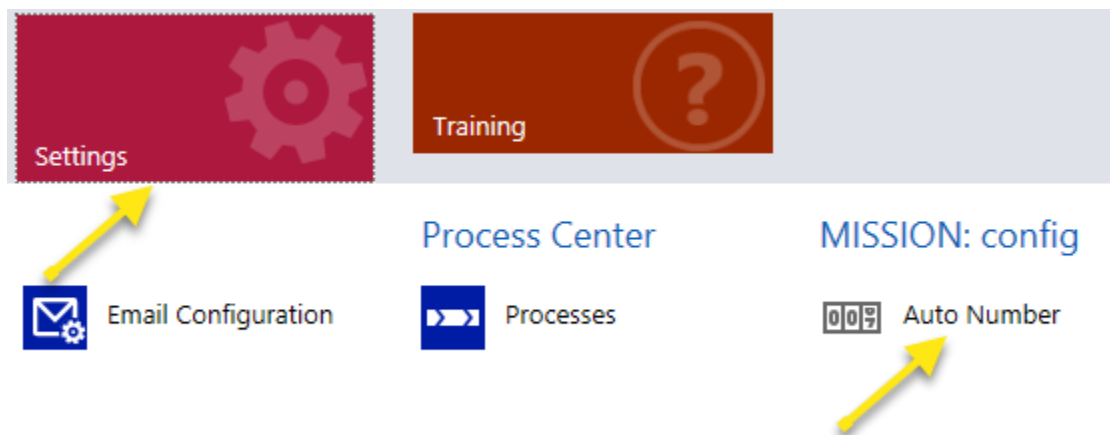 Settings
Training
Process Center
MISSION: config
Email Configuration
Processes
Auto Number